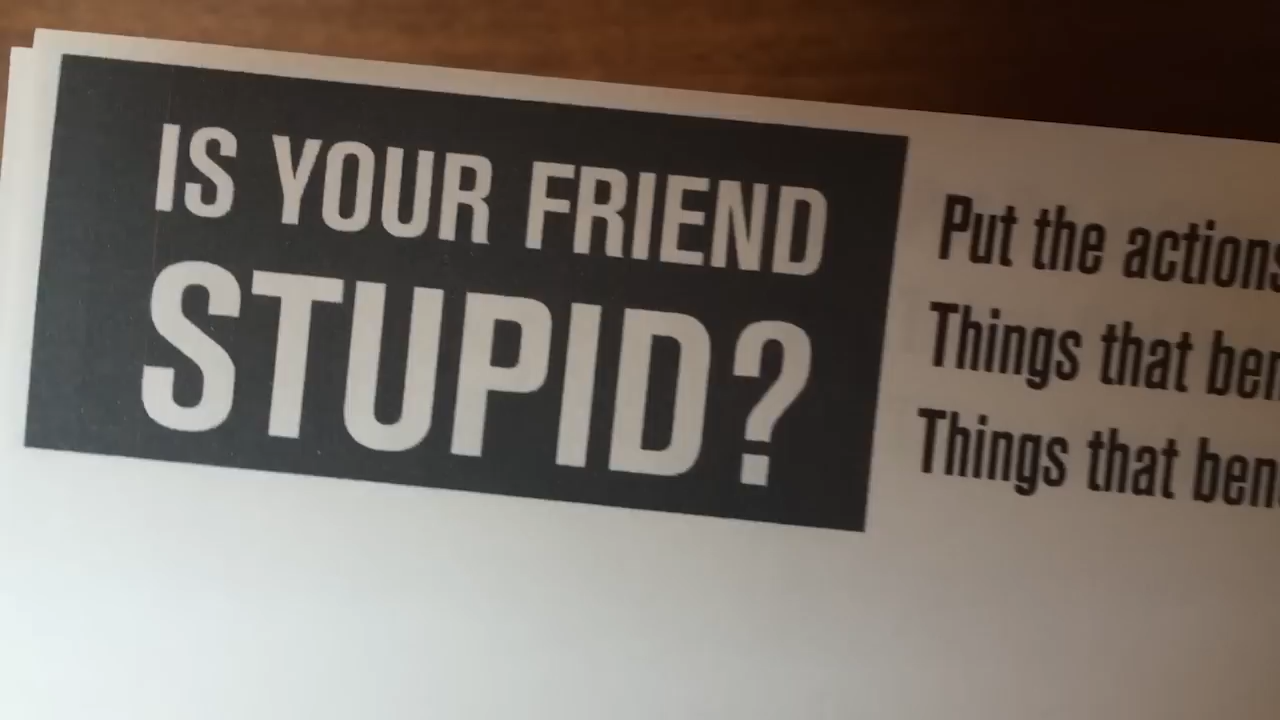 IS YOUR FRIEND
STUPID?
Put the actions
Things that
Things that